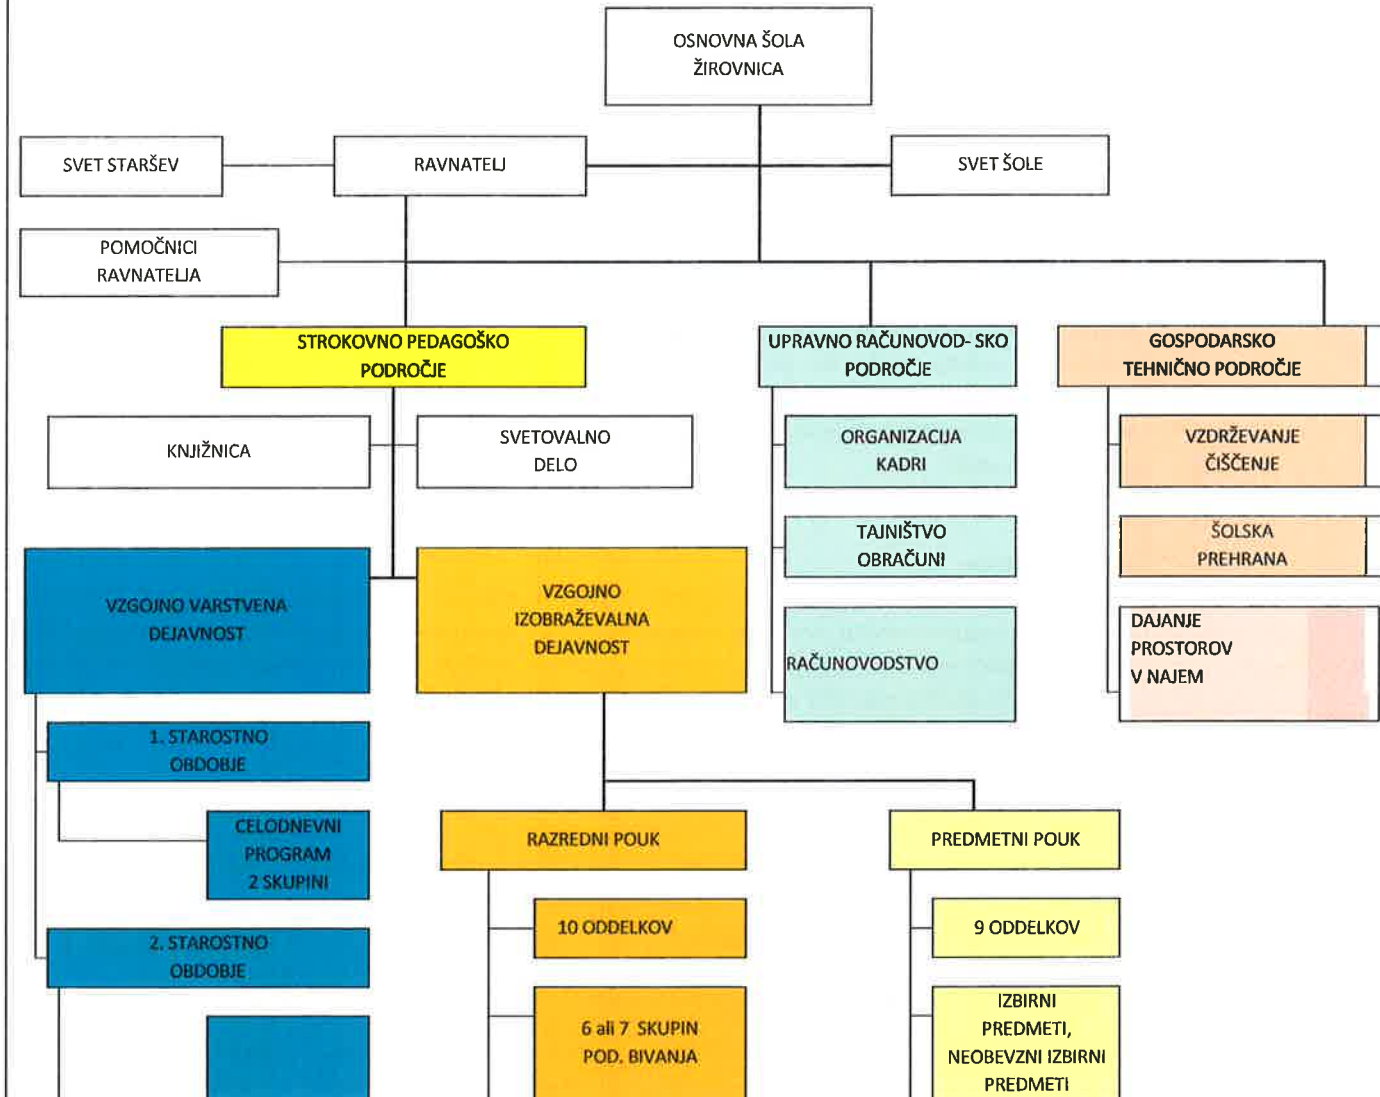 OSNOVNA ŠOLA
ŽIROVNICA
SVET STARŠEV
RAVNATELJ
SVET ŠOLE
POMOČNICI
RAVNATELJA
STROKOVNO PEDAGOŠKO
PODROČJE
UPRAVNO RAČUNOVOD- SKO
PODROČJE
GOSPODARSKO
TEHNIČNO PODROČJE
KNJIŽNICA
SVETOVALNO
DELO
ORGANIZACIJA
KADRI
VZDRŽEVANJE
ČIŠČENJE
TAJNIŠTVO
OBRAČUNI
ŠOLSKA
PREHRANA
VZGOJNO VARSTVENA
DEJAVNOST
VZGOJNO
IZOBRAŽEVALNA
DEJAVNOST
RAČUNOVODSTVO
DAJANJE
PROSTOROV
V NAJEM
1. STAROSTNO
OBDOBJE
CELODNEVNI
PROGRAM
2 SKUPINI
RAZREDNI POUK
PREDMETNI POUK
2. STAROSTNO
OBDOBJE
10 ODDELKOV
9 ODDELKOV
6 ali 7 SKUPIN
POD. BIVANJA
IZBIRNI
PREDMETI,
NEOBEVZNI IZBIRNI
PREDMETI